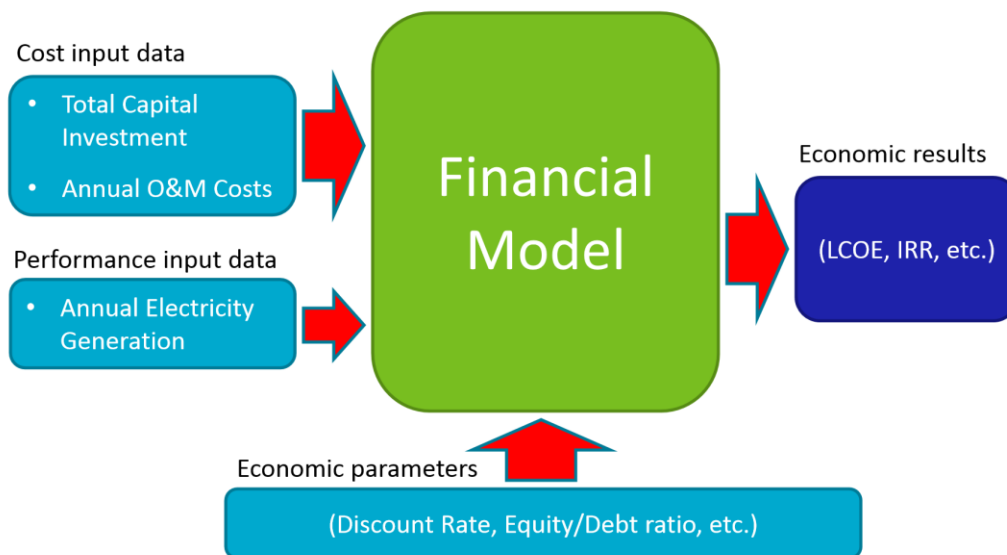 Cost input data
• Total Capital
Investment
• Annual O&M Costs
Performance input data
• Annual Electricity
Generation
Financial
Model
Economic results
(LCOE, IRR, etc.)
Economic parameters
(Discount Rate, Equity/Debt ratio, etc.)